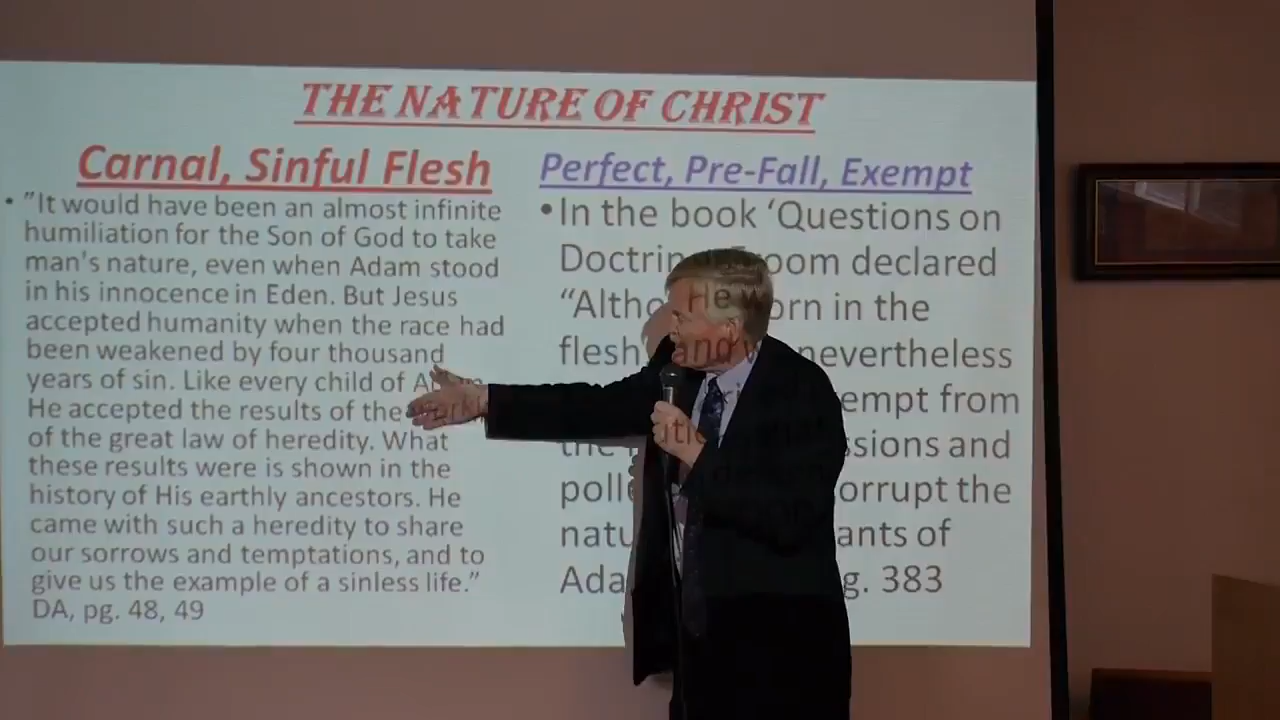 THE NATURE OF CHRIST
Carnal, Sinful Flesh
• "It would have been an almost infinite
humiliation for the Son of God to take
man's nature, even when Adam stood
in his innocence in Eden. But Jesus
accepted humanity when the race had
been weakened by four thousand
years of sin. Like every child of
He accepted the results of the
of the great law of heredity. What
these results were is shown in the
history of His earthly ancestors. He
came with such a heredity to share
our sorrows and temptations, and to
give us the example of a sinless life."
DA, pg. 48, 49
Perfect, Pre-Fall, Exempt
• In the book 'Questions on
declared
He in the
flesh, and nevertheless
from
the and
the
of
pg. 383